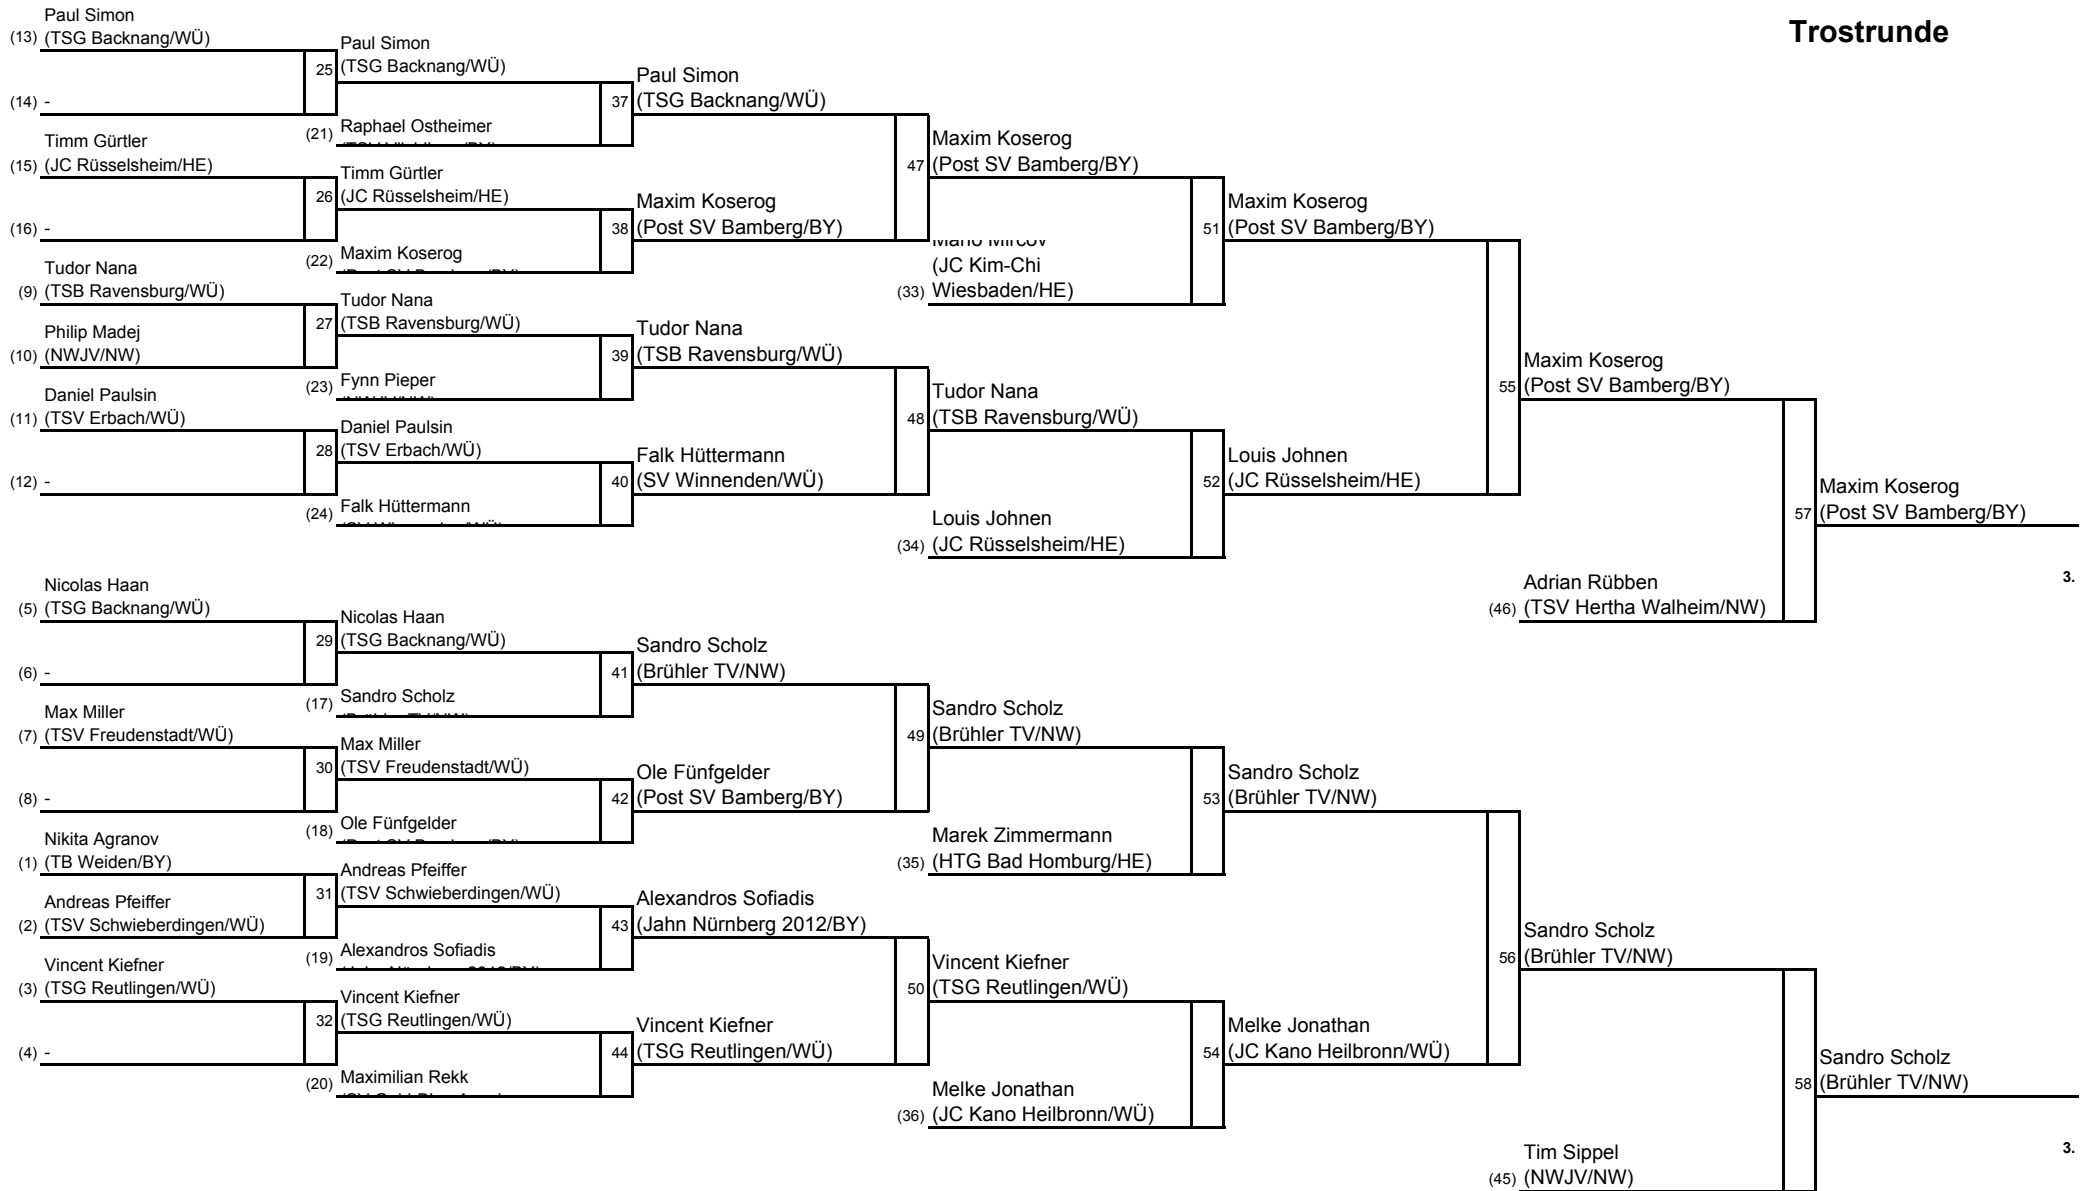 Trostrunde
Paul Simon
(13) (TSG Backnang/WÜ)
(14) -
Timm Gürtler
(15) (JC Rüsselsheim/HE)
(16) -
Tudor Nana
(9) (TSB Ravensburg/WÜ)
Philip Madej
(10) (NWJV/NW)
Daniel Paulsin
(11) (TSV Erbach/WÜ)
(12) -
Nicolas Haan
(5) (TSG Backnang/WÜ)
(6) -
Max Miller
(7) (TSV Freudenstadt/WÜ)
(8) -
Nikita Agranov
(1) (TB Weiden/BY)
Andreas Pfeiffer
(2) (TSV Schwieberdingen/WÜ)
Vincent Kiefner
(3) (TSG Reutlingen/WÜ)
(4) -
Paul Simon
25 (TSG Backnang/WÜ)
(21) Raphael Ostheimer
Timm Gürtler
26 (JC Rüsselsheim/HE)
(22) Maxim Koserog
Tudor Nana
27 (TSB Ravensburg/WÜ)
(23) Fynn Pieper
Daniel Paulsin
28 (TSV Erbach/WÜ)
(24) Falk Hüttermann
Nicolas Haan
29 (TSG Backnang/WÜ)
(17) Sandro Scholz
Max Miller
30 (TSV Freudenstadt/WÜ)
(18) Ole Fünfgelder
Andreas Pfeiffer
31 (TSV Schwieberdingen/WÜ)
(19) Alexandros Sofiadis
Vincent Kiefner
32 (TSG Reutlingen/WÜ)
(20) Maximilian Rekk
Paul Simon
37 (TSG Backnang/WÜ)
Maxim Koserog
38 (Post SV Bamberg/BY)
Tudor Nana
39 (TSB Ravensburg/WÜ)
Falk Hüttermann
40 (SV Winnenden/WÜ)
Sandro Scholz
41 (Brühler TV/NW)
Ole Fünfgelder
42 (Post SV Bamberg/BY)
Alexandros Sofiadis
43 (Jahn Nürnberg 2012/BY)
Vincent Kiefner
44 (TSG Reutlingen/WÜ)
Maxim Koserog
47 (Post SV Bamberg/BY)
(JC Kim-Chi
(33) Wiesbaden/HE)
Tudor Nana
48 (TSB Ravensburg/WÜ)
Louis Johnen
(34) (JC Rüsselsheim/HE)
Sandro Scholz
49 (Brühler TV/NW)
Marek Zimmermann
(35) (HTG Bad Homburg/HE)
Vincent Kiefner
50 (TSG Reutlingen/WÜ)
Melke Jonathan
(36) (JC Kano Heilbronn/WÜ)
Maxim Koserog
51 (Post SV Bamberg/BY)
Louis Johnen
52 (JC Rüsselsheim/HE)
Sandro Scholz
53 (Brühler TV/NW)
Melke Jonathan
54 (JC Kano Heilbronn/WÜ)
Maxim Koserog
55 (Post SV Bamberg/BY)
Adrian Rübben
(46) (TSV Hertha Walheim/NW)
Sandro Scholz
56 (Brühler TV/NW)
Tim Sippel
(45) (NWJV/NW)
Maxim Koserog
57 (Post SV Bamberg/BY)
3.
Sandro Scholz
58 (Brühler TV/NW)
3.